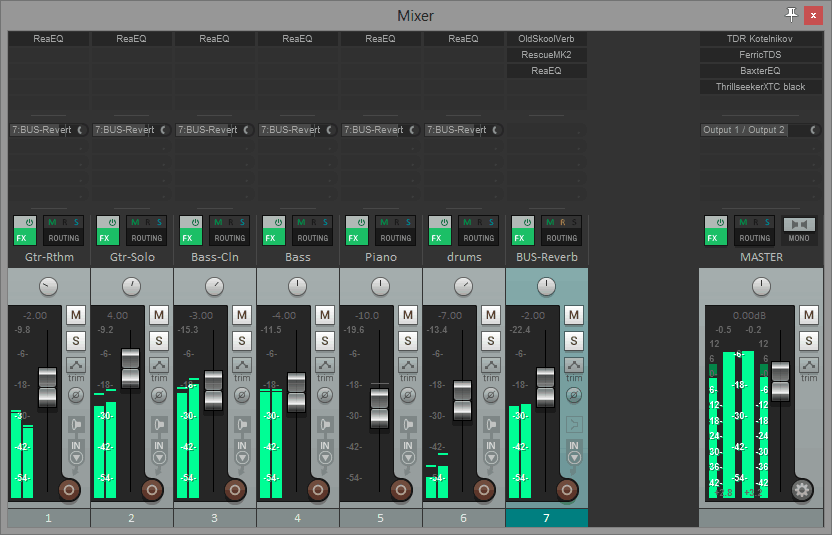 Mixer
ReaEQ ReaEQ ReaEQ ReaEQ ReaEQ ReaEQ OldSkoolVerb TDR Kotelnikov
RescueMK2 FerricTDS
ReaEQ BaxterEQ
ThrillseekerXTC black
7:BUS-Revert 7:BUS-Revert 7:BUS-Revert 7:BUS-Revert 7:BUS-Revert 7:BUS-Revert Output 1 / Output 2
M R S M R S M R S M R S M R S M R S M R S M R S
FX ROUTING FX ROUTING FX ROUTING FX ROUTING FX ROUTING FX ROUTING FX ROUTING FX ROUTING MONO
Gtr-Rthm Gtr-Solo Bass-Cln Bass Piano drums BUS-Reverb MASTER
-2.00 M 4.00 M -3.00 M -4.00 M -10.0 M -7.00 M -2.00 M 0.00dB M
-9.8 -9.2 -15.3 -11.5 -19.6 -13.4 -22.4 -0.5 -0.2
S S S S S S S S
12 12
-6- -6- -6- -6- -6- -6- -6- 6 -6- 6
trim trim trim trim trim trim trim trim
-18- -18- -18- -18- -18- -18- -18- -18-
-6- -6-
-12- -12-
-30- -30- -30- -30- -30- -30- -30- -18- -30- -18-
-24- -24-
IN IN IN IN IN IN IN
-42- -42- -42- -42- -42- -42- -42- -30- -42- -30-
-36- -36-
-54- -54- -54- -54- -54- -54- -54- -42- -54- -42-
1 2 3 4 5 6 7